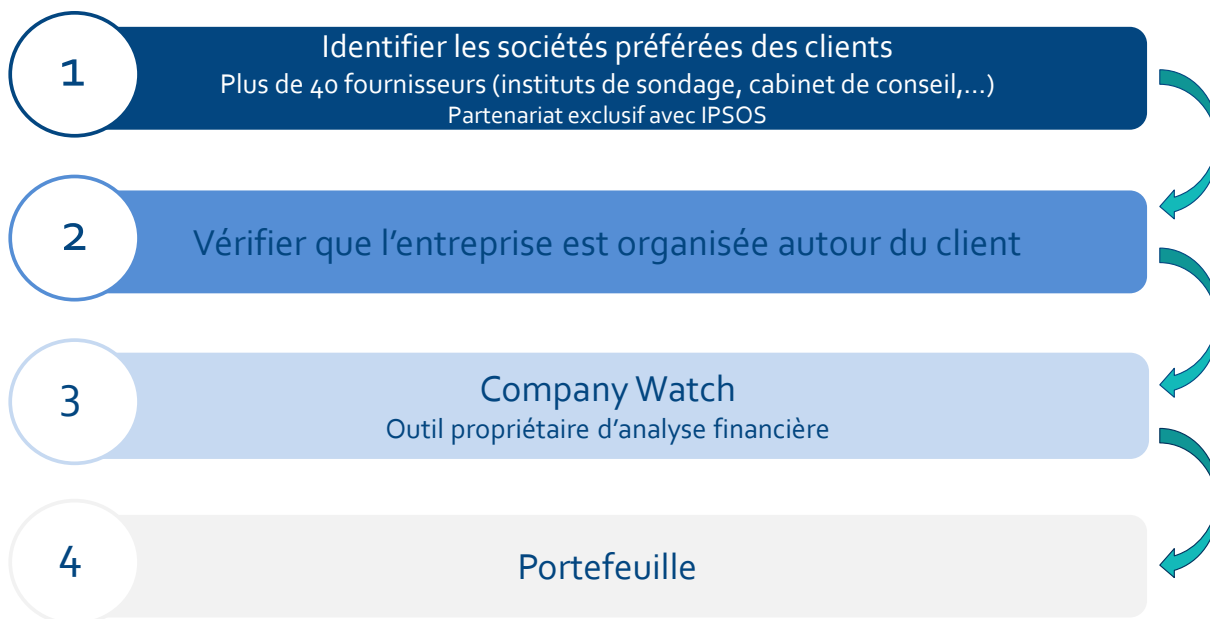 1
Identifier les sociétés préférées des clients
Plus de 40 fournisseurs (instituts de sondage, cabinet de conseil,...)
Partenariat exclusif avec IPSOS
2
Vérifier que l'entreprise est organisée autour du client
3
Company Watch
Outil propriétaire d'analyse financière
4
Portefeuille